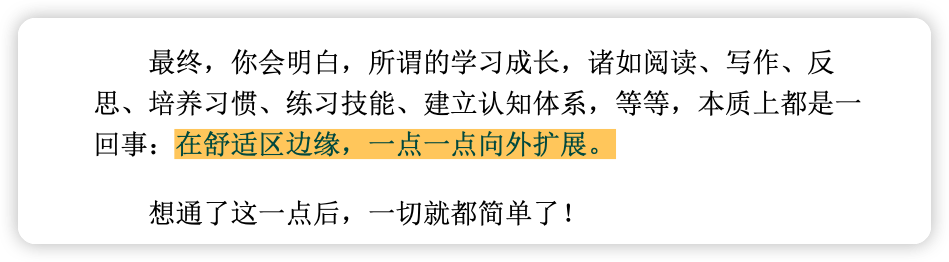 最终，你会明白，所谓的学习成长，诸如阅读、写作、反
思、培养习惯、练习技能、建立认知体系，等等，本质上都是一
回事：在舒适区边缘，一点一点向外扩展。
想通了这一点后，一切就都简单了！